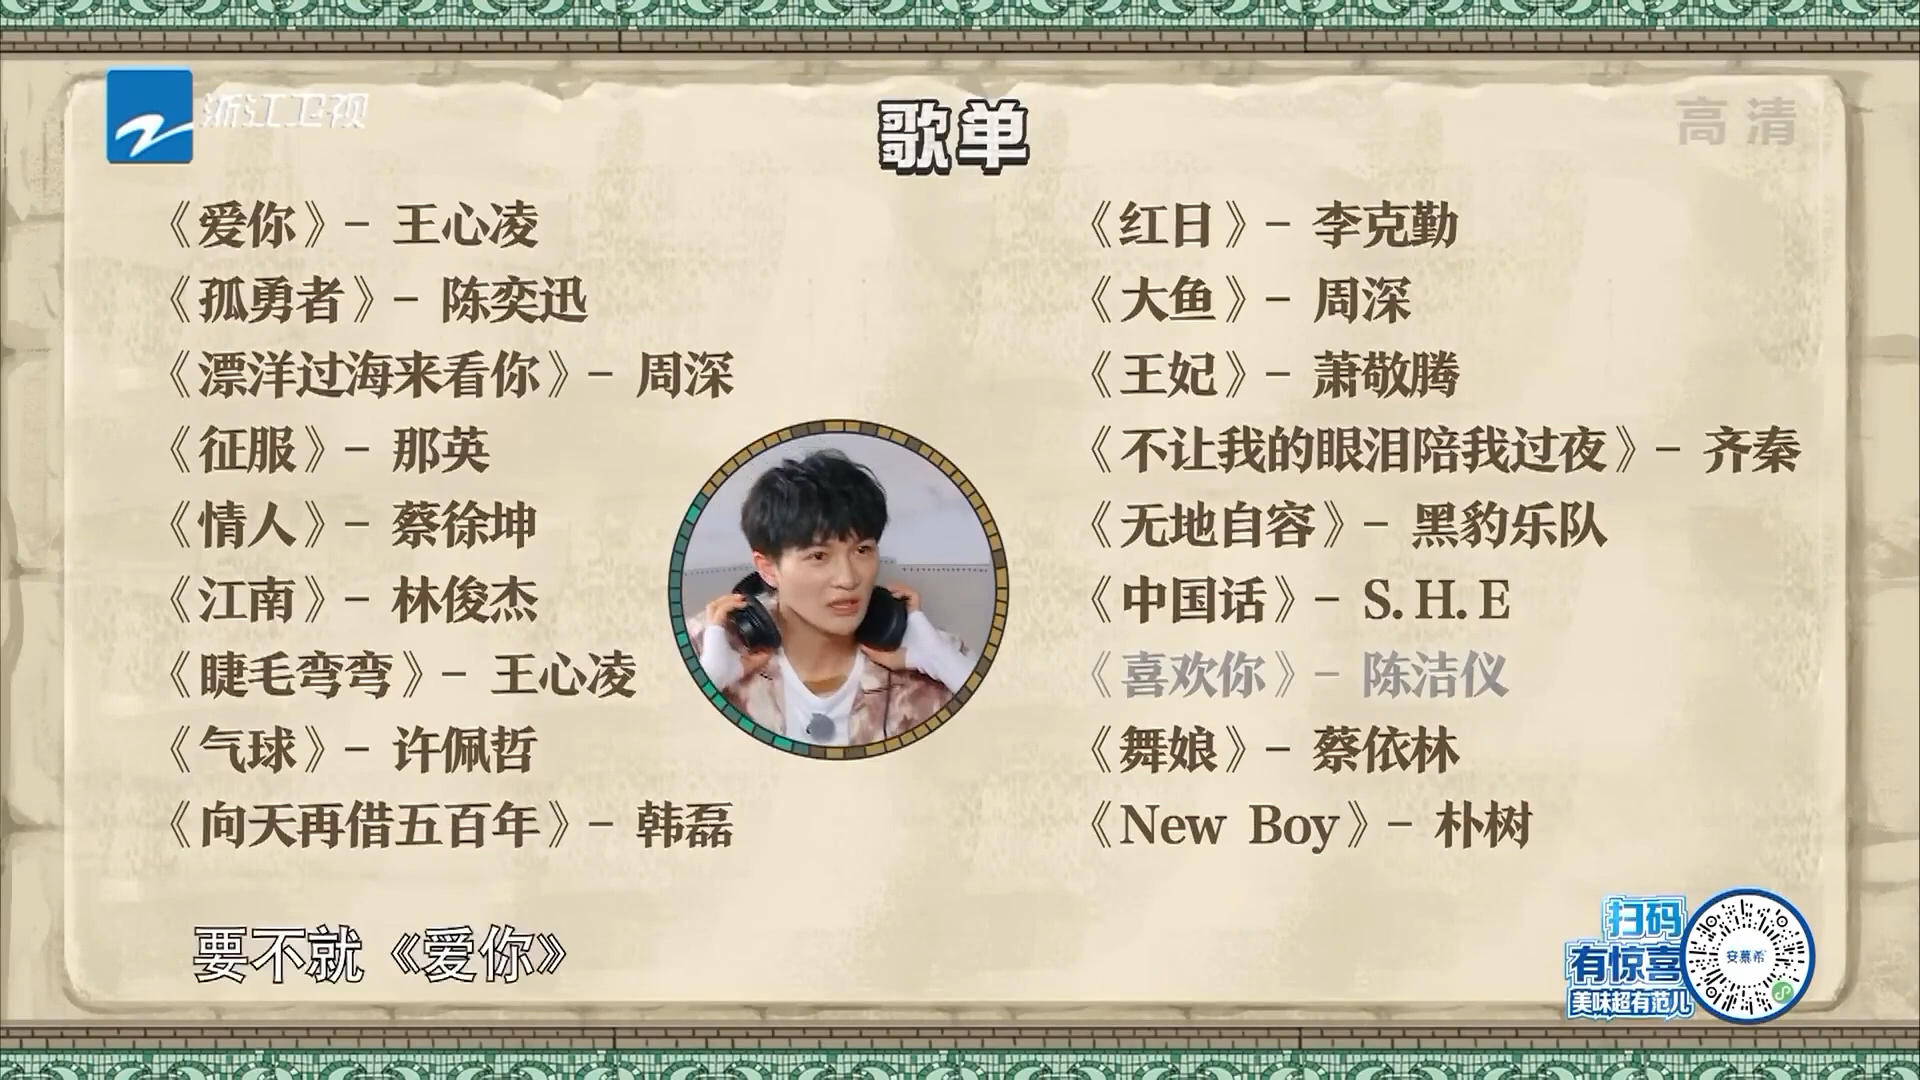 浙江卫视
高清
歌单
《爱你》- 王心凌
《孤勇者》- 陈奕迅
《漂洋过海来看你》- 周深
《征服》- 那英
《情人》- 蔡徐坤
《江南》- 林俊杰
《睫毛弯弯》- 王心凌
《气球》- 许佩哲
《向天再借五百年》- 韩磊
《红日》- 李克勤
《大鱼》- 周深
《王妃》- 萧敬腾
《不让我的眼泪陪我过夜》- 齐秦
《无地自容》- 黑豹乐队
《中国话》- S.H.E
《喜欢你》- 陈洁仪
《舞娘》- 蔡依林
《New Boy》- 朴树
要不就《爱你》
扫码
有惊喜
美味超有范儿
安慕希